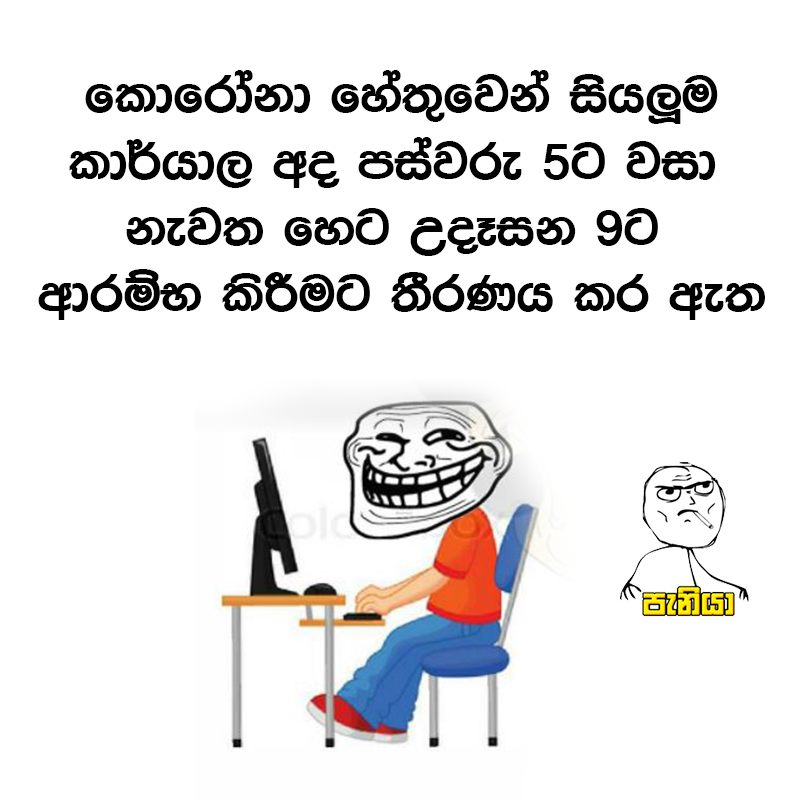 කොරෝනා හේතුවෙන් සියලූම
කාර්යාල අද පස්වරු 5ට වසා
නැවත හෙට උදෑසන 9ට
ආරම්භ කිරීමට තීරණය කර ඇත
පැනියා